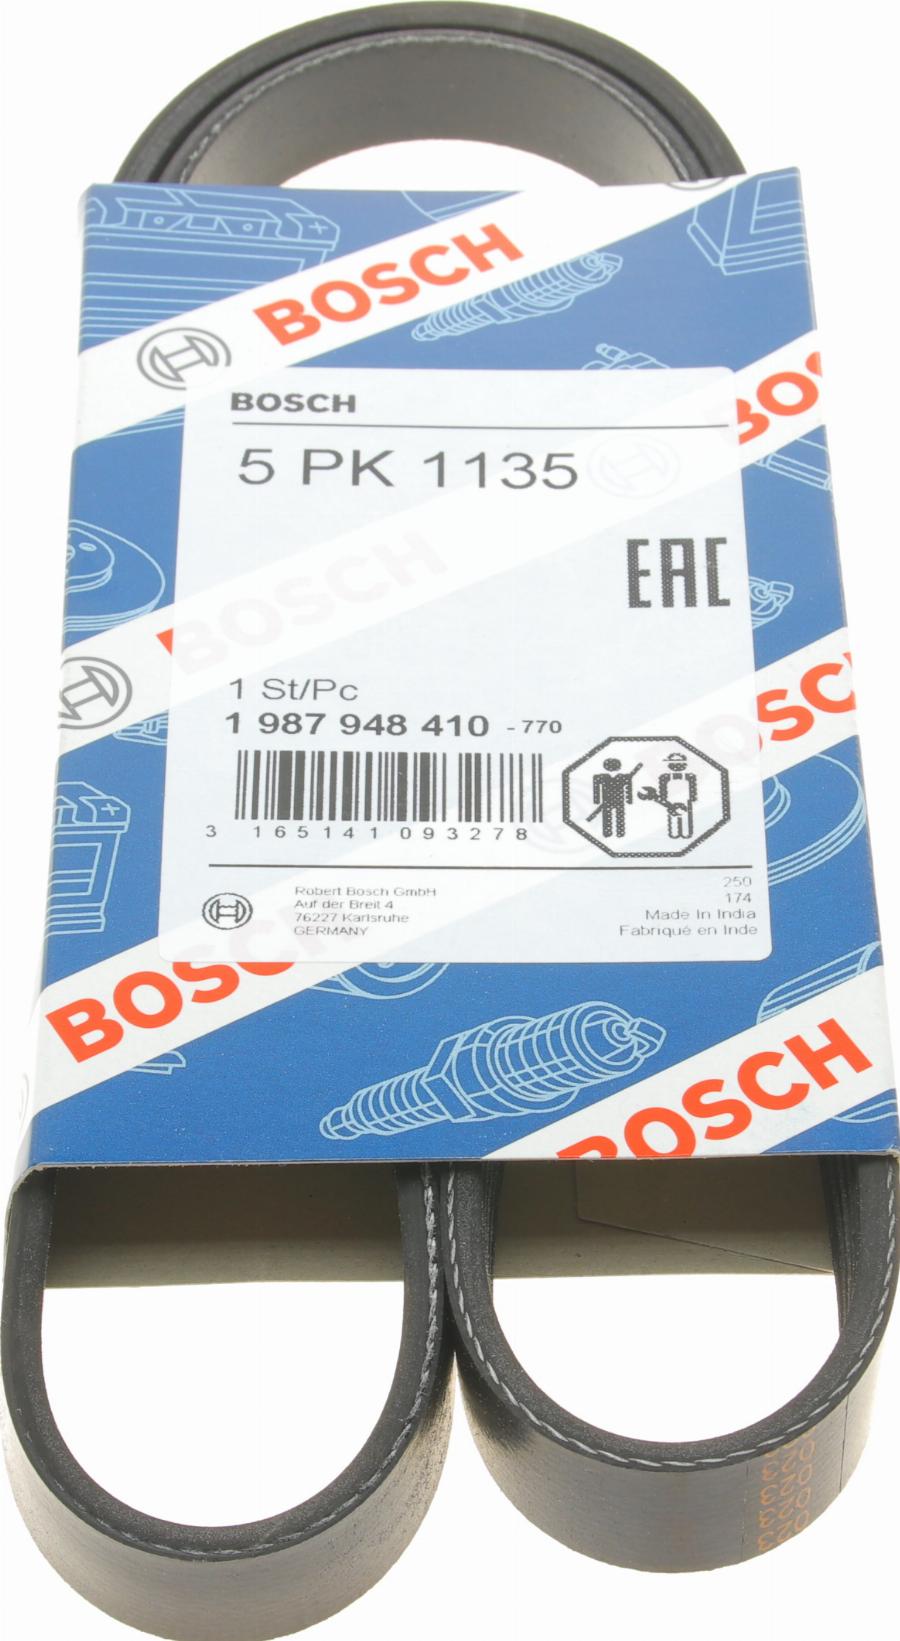 BOSCH
BOSCH
5 PK 1135
BOSCH
EAC
1 St/Pc
1 987 948 410 - 770
3 165141 093278
Robert Bosch GmbH
Auf der Breit 4
76227 Karlsruhe
GERMANY
250
174
Made In India
Fabriqué en Inde
BOSCH
BOSCH